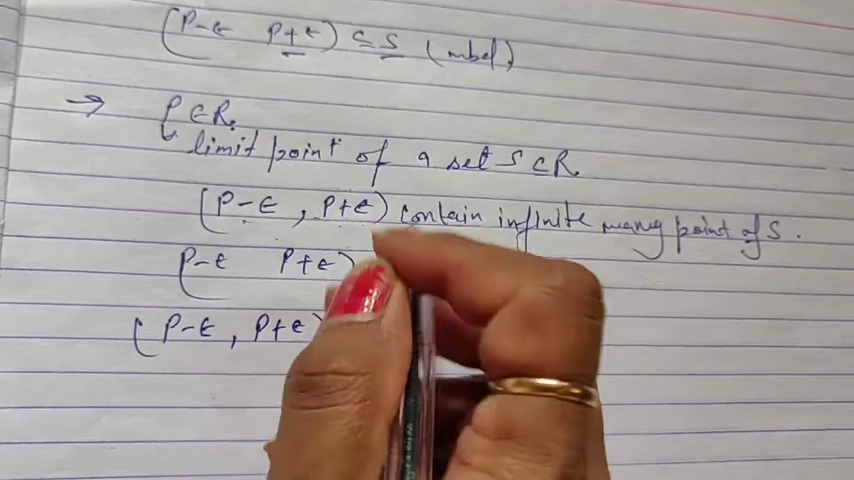 (P-ε P+ε) ⊆ S (nbd)
→ P ∈ R.
↳ limit point of a set S ⊆ R.
(P-ε , P+ε) contain infinite many point of S .
(P-ε P+ε)
(P-ε , P+ε)